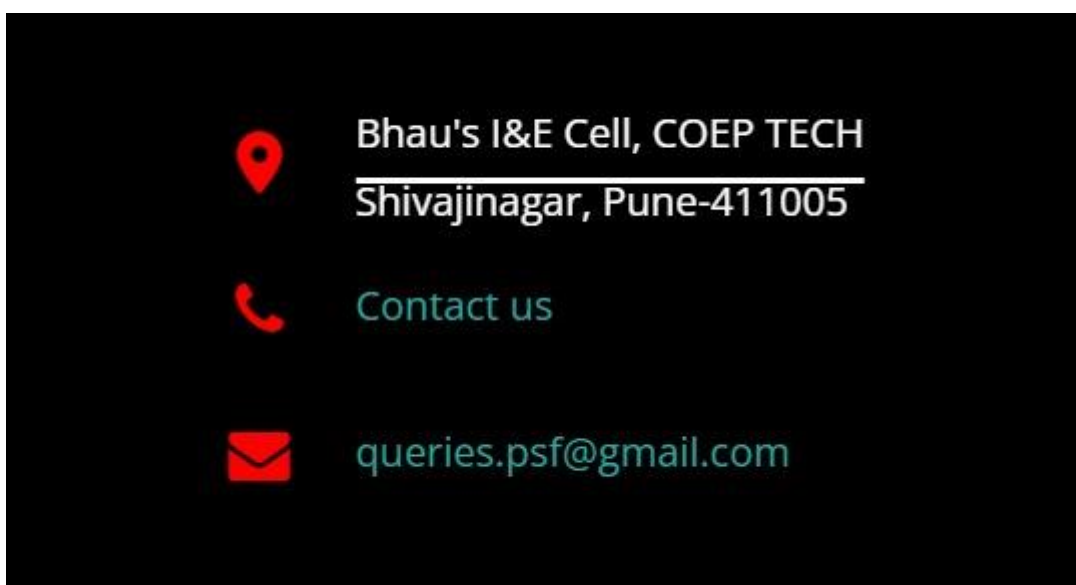 Bhau's I&E Cell, COEP TECH
Shivajinagar, Pune-411005
Contact us
queries.psf@gmail.com